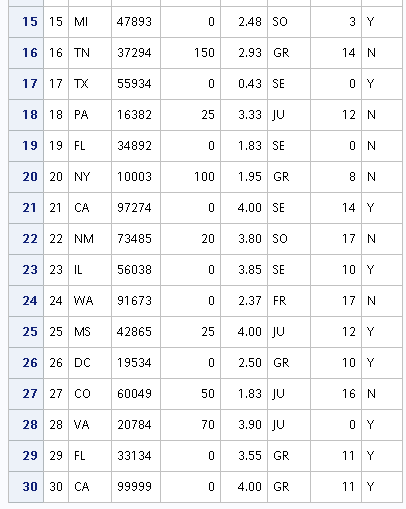 15 15 MI 47893 0 2.48 SO 3 Y
16 16 TN 37294 150 2.93 GR 14 N
17 17 TX 55934 0 0.43 SE 0 Y
18 18 PA 16382 25 3.33 JU 12 N
19 19 FL 34892 0 1.83 SE 0 N
20 20 NY 10003 100 1.95 GR 8 N
21 21 CA 97274 0 4.00 SE 14 Y
22 22 NM 73485 20 3.80 SO 17 N
23 23 IL 56038 0 3.85 SE 10 Y
24 24 WA 91673 0 2.37 FR 17 N
25 25 MS 42865 25 4.00 JU 12 Y
26 26 DC 19534 0 2.50 GR 10 Y
27 27 CO 60049 50 1.83 JU 16 N
28 28 VA 20784 70 3.90 JU 0 Y
29 29 FL 33134 0 3.55 GR 11 Y
30 30 CA 99999 0 4.00 GR 11 Y